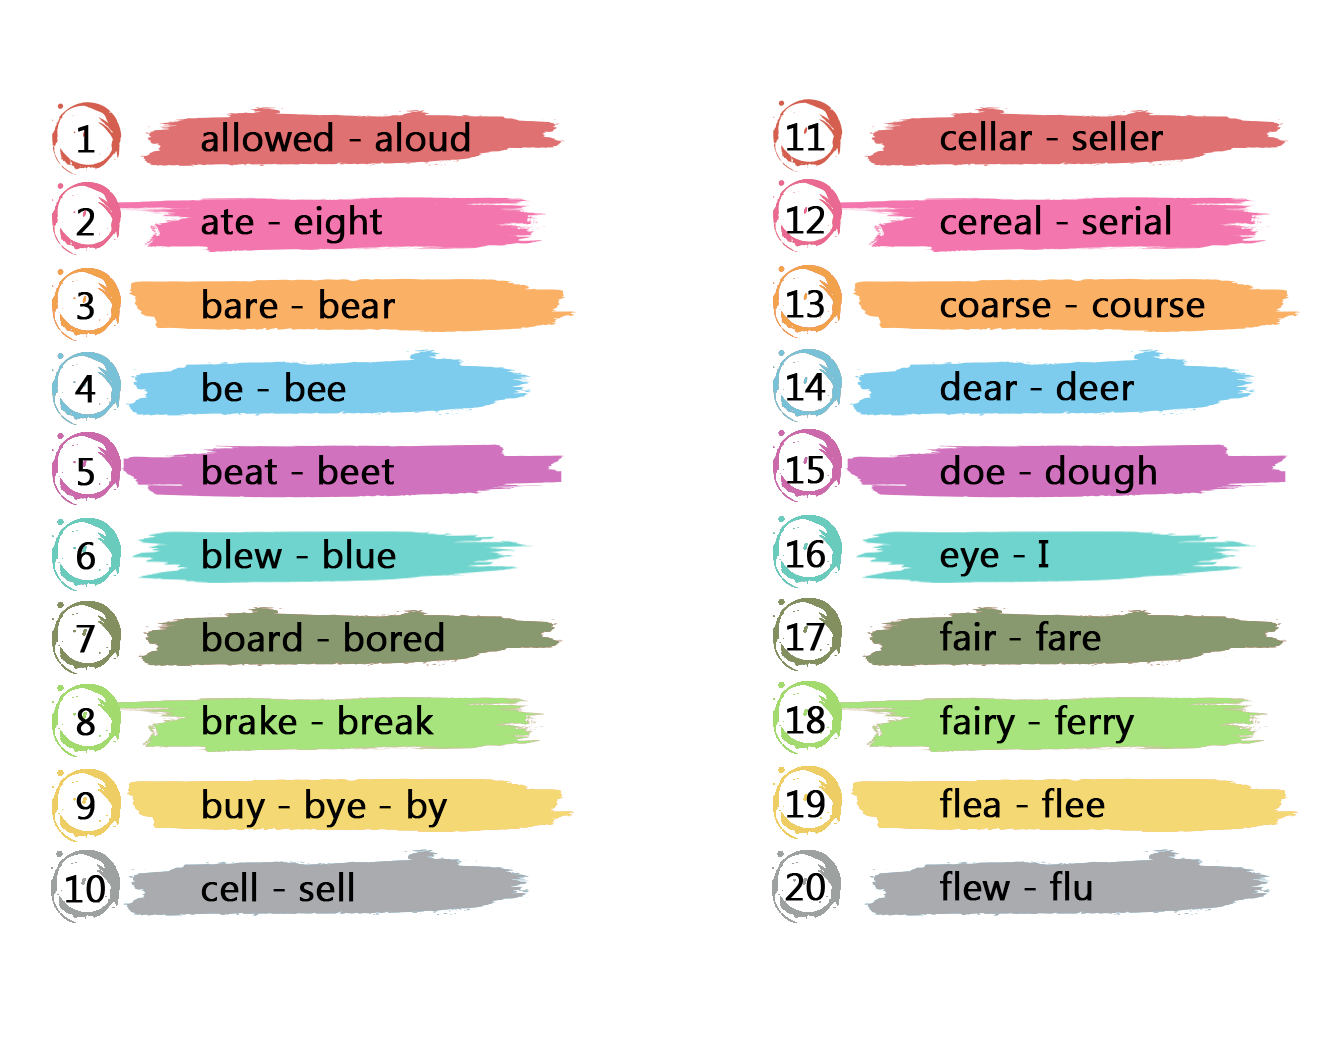 1 allowed - aloud
2 ate - eight
3 bare - bear
4 be - bee
5 beat - beet
6 blew - blue
7 board - bored
8 brake - break
9 buy - bye - by
10 cell - sell
11 cellar - seller
12 cereal - serial
13 coarse - course
14 dear - deer
15 doe - dough
16 eye - I
17 fair - fare
18 fairy - ferry
19 flea - flee
20 flew - flu